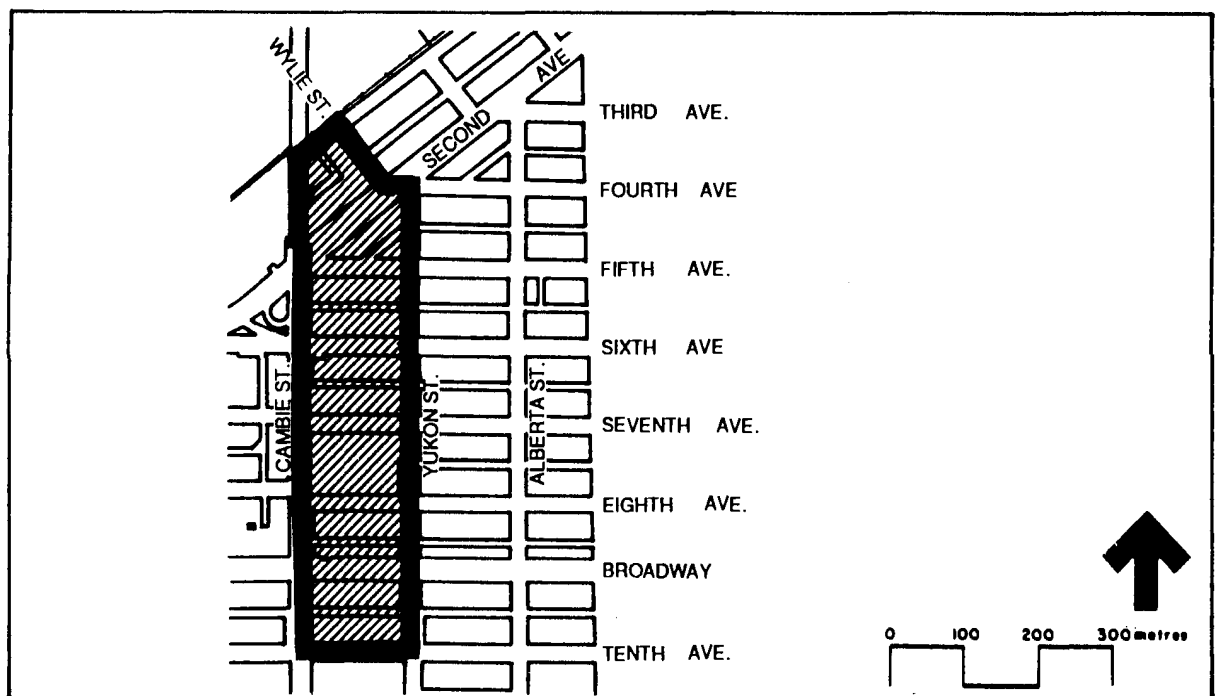 WYLIE ST.
SECOND AVE
THIRD AVE.
FOURTH AVE
FIFTH AVE.
SIXTH AVE
CAMBIE ST.
YUKON ST.
ALBERTA ST.
SEVENTH AVE.
EIGHTH AVE.
BROADWAY
TENTH AVE.
0 100 200 300 metres